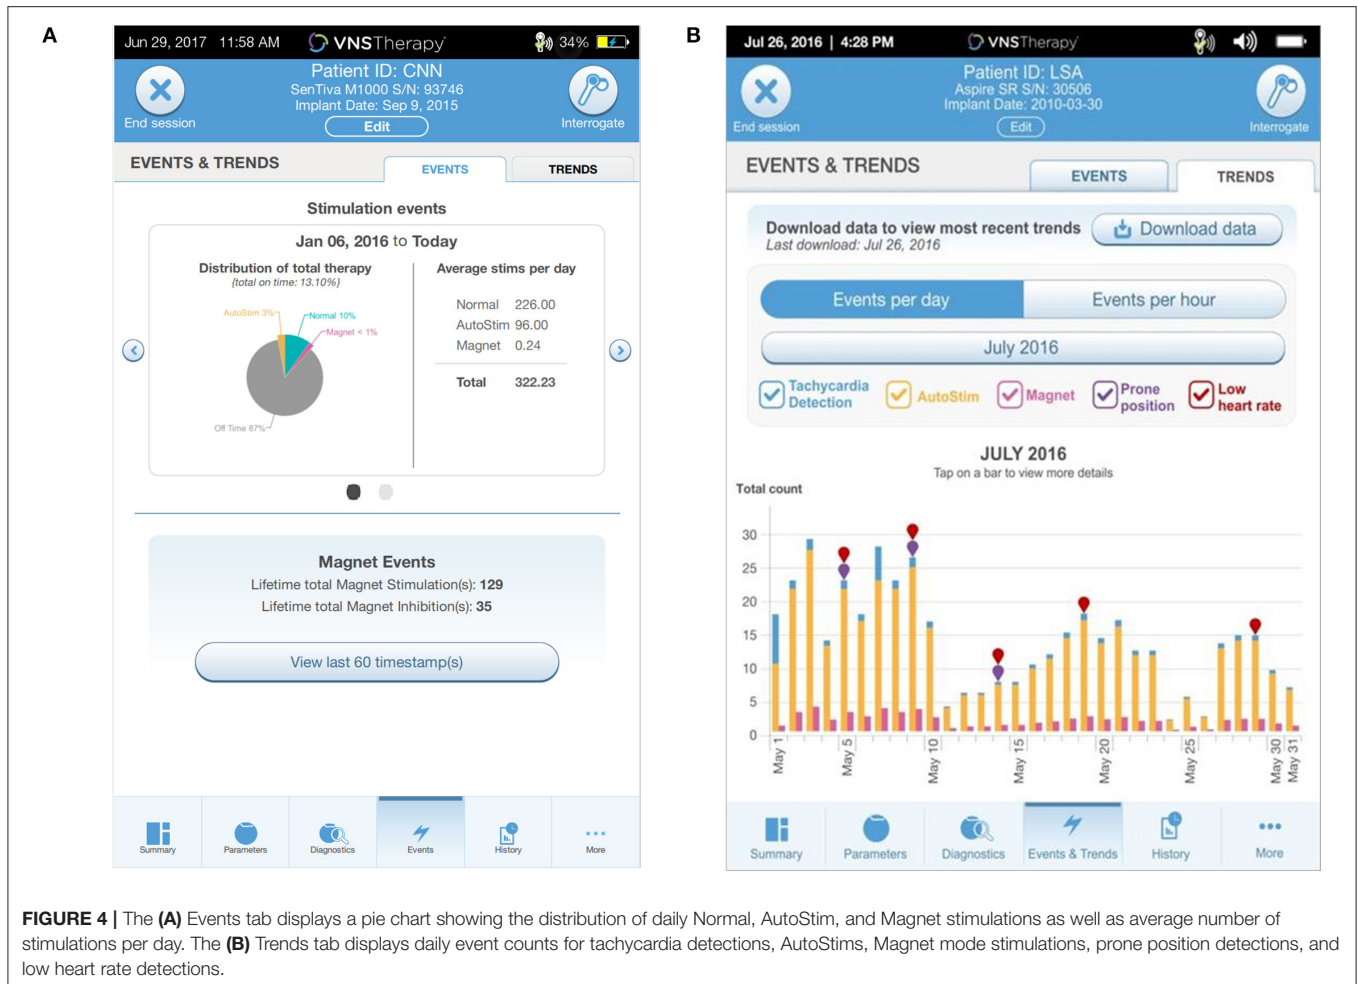 A
Jun 29, 2017 11:58 AM
VNSTherapy
34%
Patient ID: CNN
SenTiva M1000 S/N: 93746
Implant Date: Sep 9, 2015
Edit
End session
Interrogate
EVENTS & TRENDS
EVENTS
TRENDS
Stimulation events
Jan 06, 2016 to Today
Distribution of total therapy
{total on time: 13.10%}
AutoStim 3%
Normal 10%
Magnet < 1%
Off Time 87%
Average stims per day
Normal 226.00
AutoStim 96.00
Magnet 0.24
Total 322.23
Magnet Events
Lifetime total Magnet Stimulation(s): 129
Lifetime total Magnet Inhibition(s): 35
View last 60 timestamp(s)
Summary
Parameters
Diagnostics
Events
History
More
B
Jul 26, 2016 | 4:28 PM
VNSTherapy
Patient ID: LSA
Aspire SR S/N: 30506
Implant Date: 2010-03-30
Edit
End session
Interrogate
EVENTS & TRENDS
EVENTS
TRENDS
Download data to view most recent trends
Last download: Jul 26, 2016
Download data
Events per day
Events per hour
July 2016
Tachycardia
Detection
AutoStim
Magnet
Prone
position
Low
heart rate
JULY 2016
Tap on a bar to view more details
Total count
30
25
20
15
10
5
0
May 1
May 5
May 10
May 15
May 20
May 25
May 30
May 31
Summary
Parameters
Diagnostics
Events & Trends
History
More
FIGURE 4 | The (A) Events tab displays a pie chart showing the distribution of daily Normal, AutoStim, and Magnet stimulations as well as average number of
stimulations per day. The (B) Trends tab displays daily event counts for tachycardia detections, AutoStims, Magnet mode stimulations, prone position detections, and
low heart rate detections.